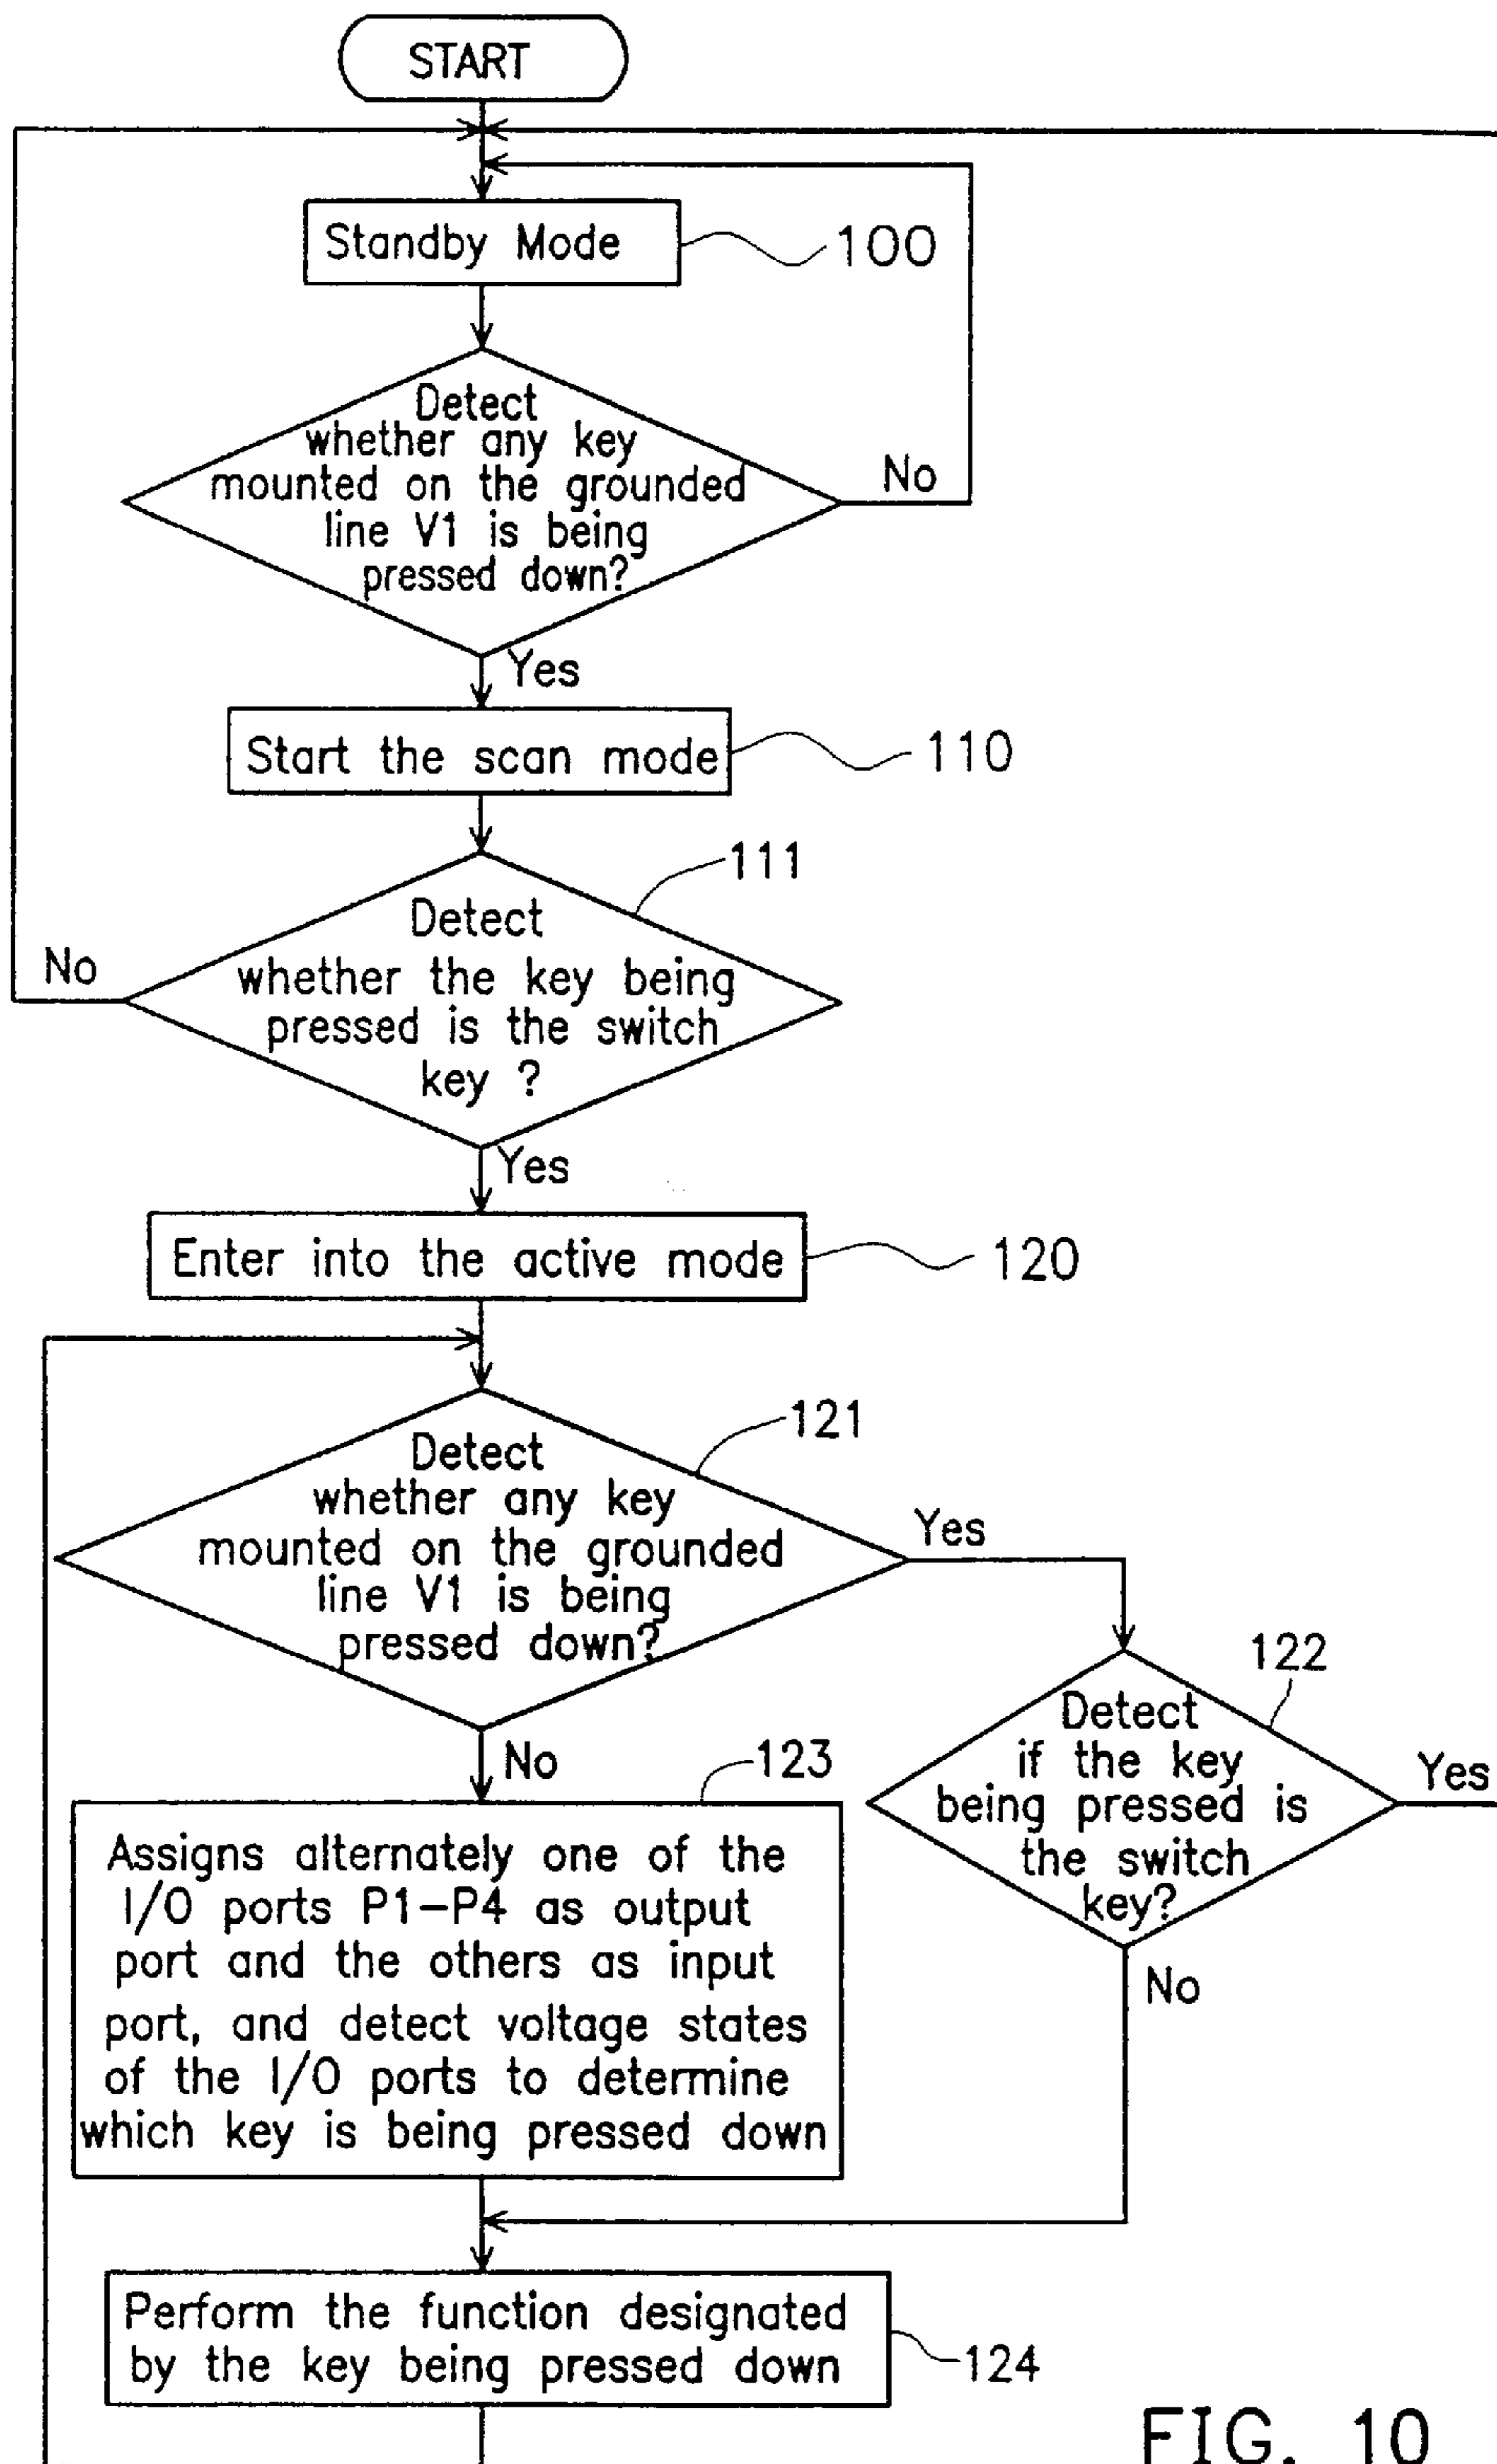 START
Standby Mode
100
Detect
whether any key
mounted on the grounded
line V1 is being
pressed down?
No
Yes
Start the scan mode
110
111
Detect
whether the key being
pressed is the switch
key ?
No
Yes
Enter into the active mode
120
121
Detect
whether any key
mounted on the grounded
line V1 is being
pressed down?
Yes
122
Detect
if the key
being pressed is
the switch
key?
Yes
No
No
123
Assigns alternately one of the
I/O ports P1-P4 as output
port and the others as input
port, and detect voltage states
of the I/O ports to determine
which key is being pressed down
Perform the function designated
by the key being pressed down
124
FIG. 10